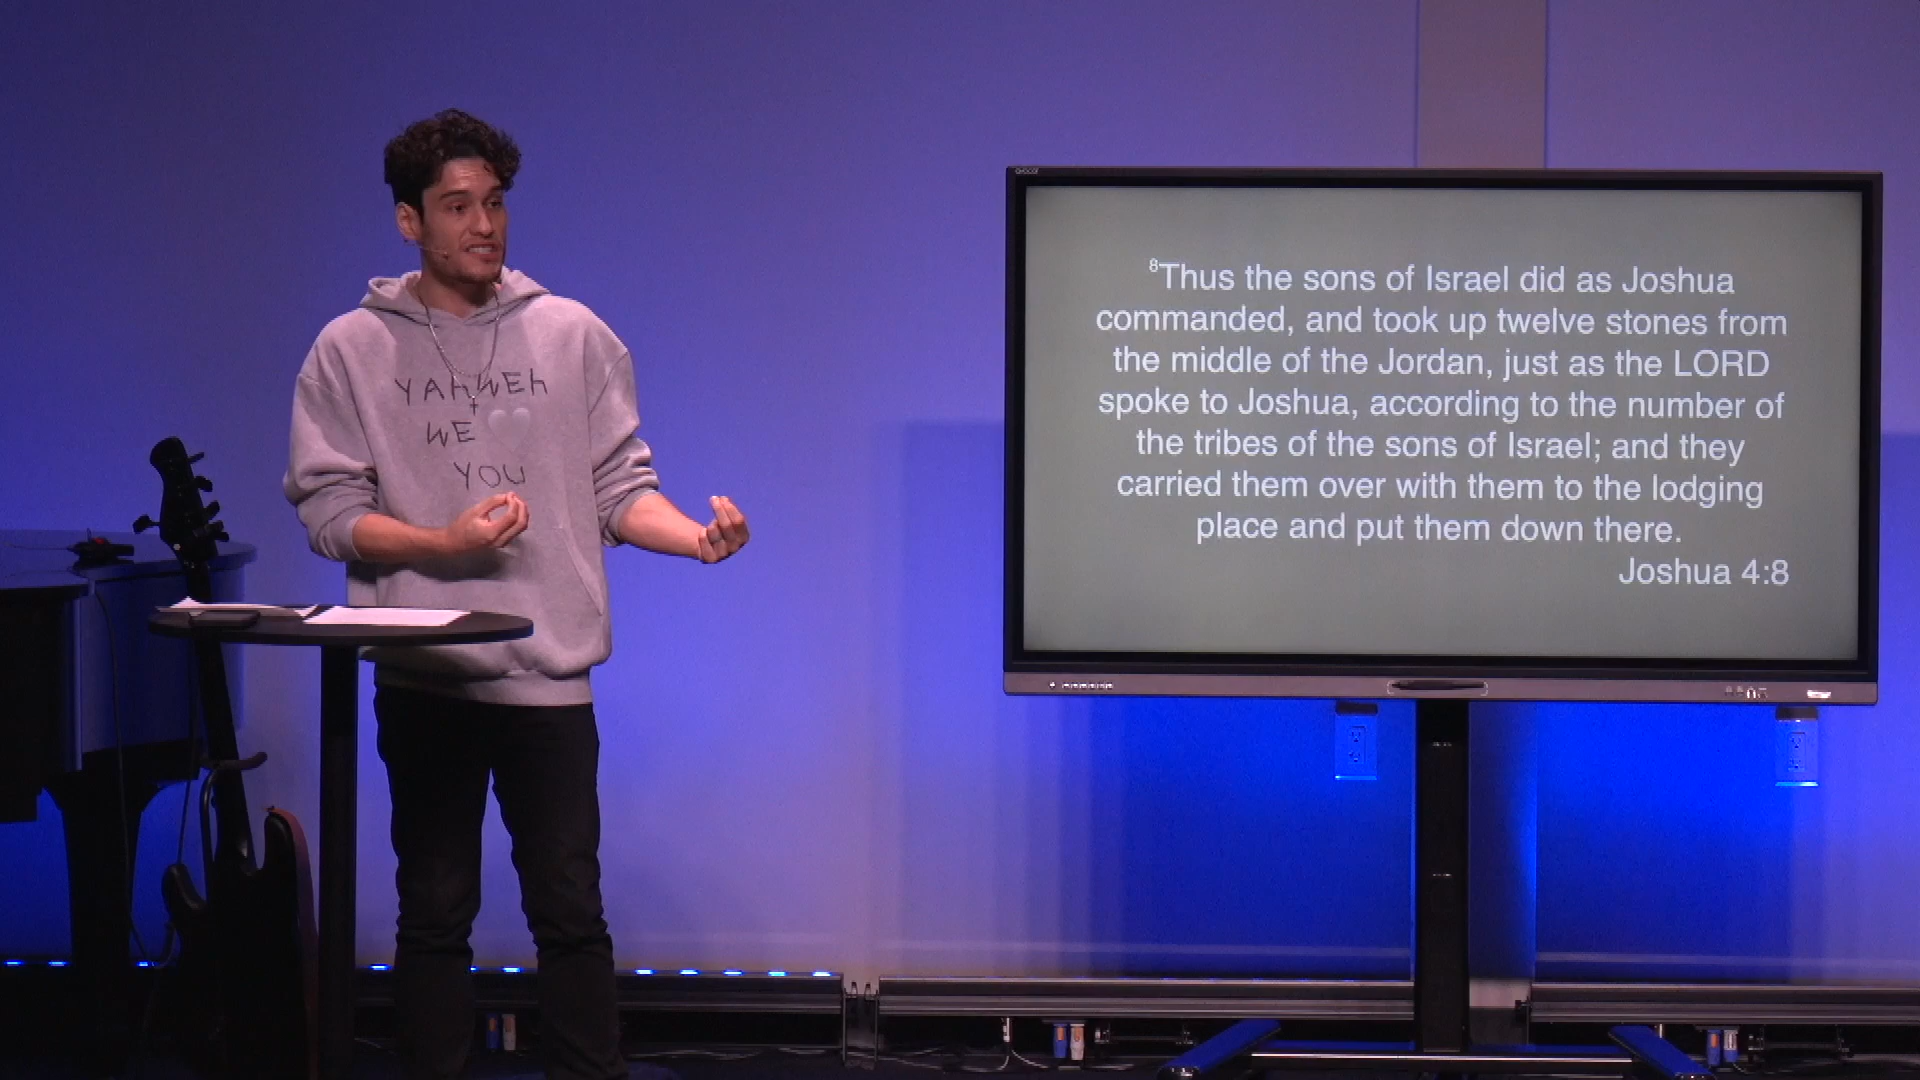 YAHWEH
WE 🤍
YOU
⁸Thus the sons of Israel did as Joshua
commanded, and took up twelve stones from
the middle of the Jordan, just as the LORD
spoke to Joshua, according to the number of
the tribes of the sons of Israel; and they
carried them over with them to the lodging
place and put them down there.
Joshua 4:8